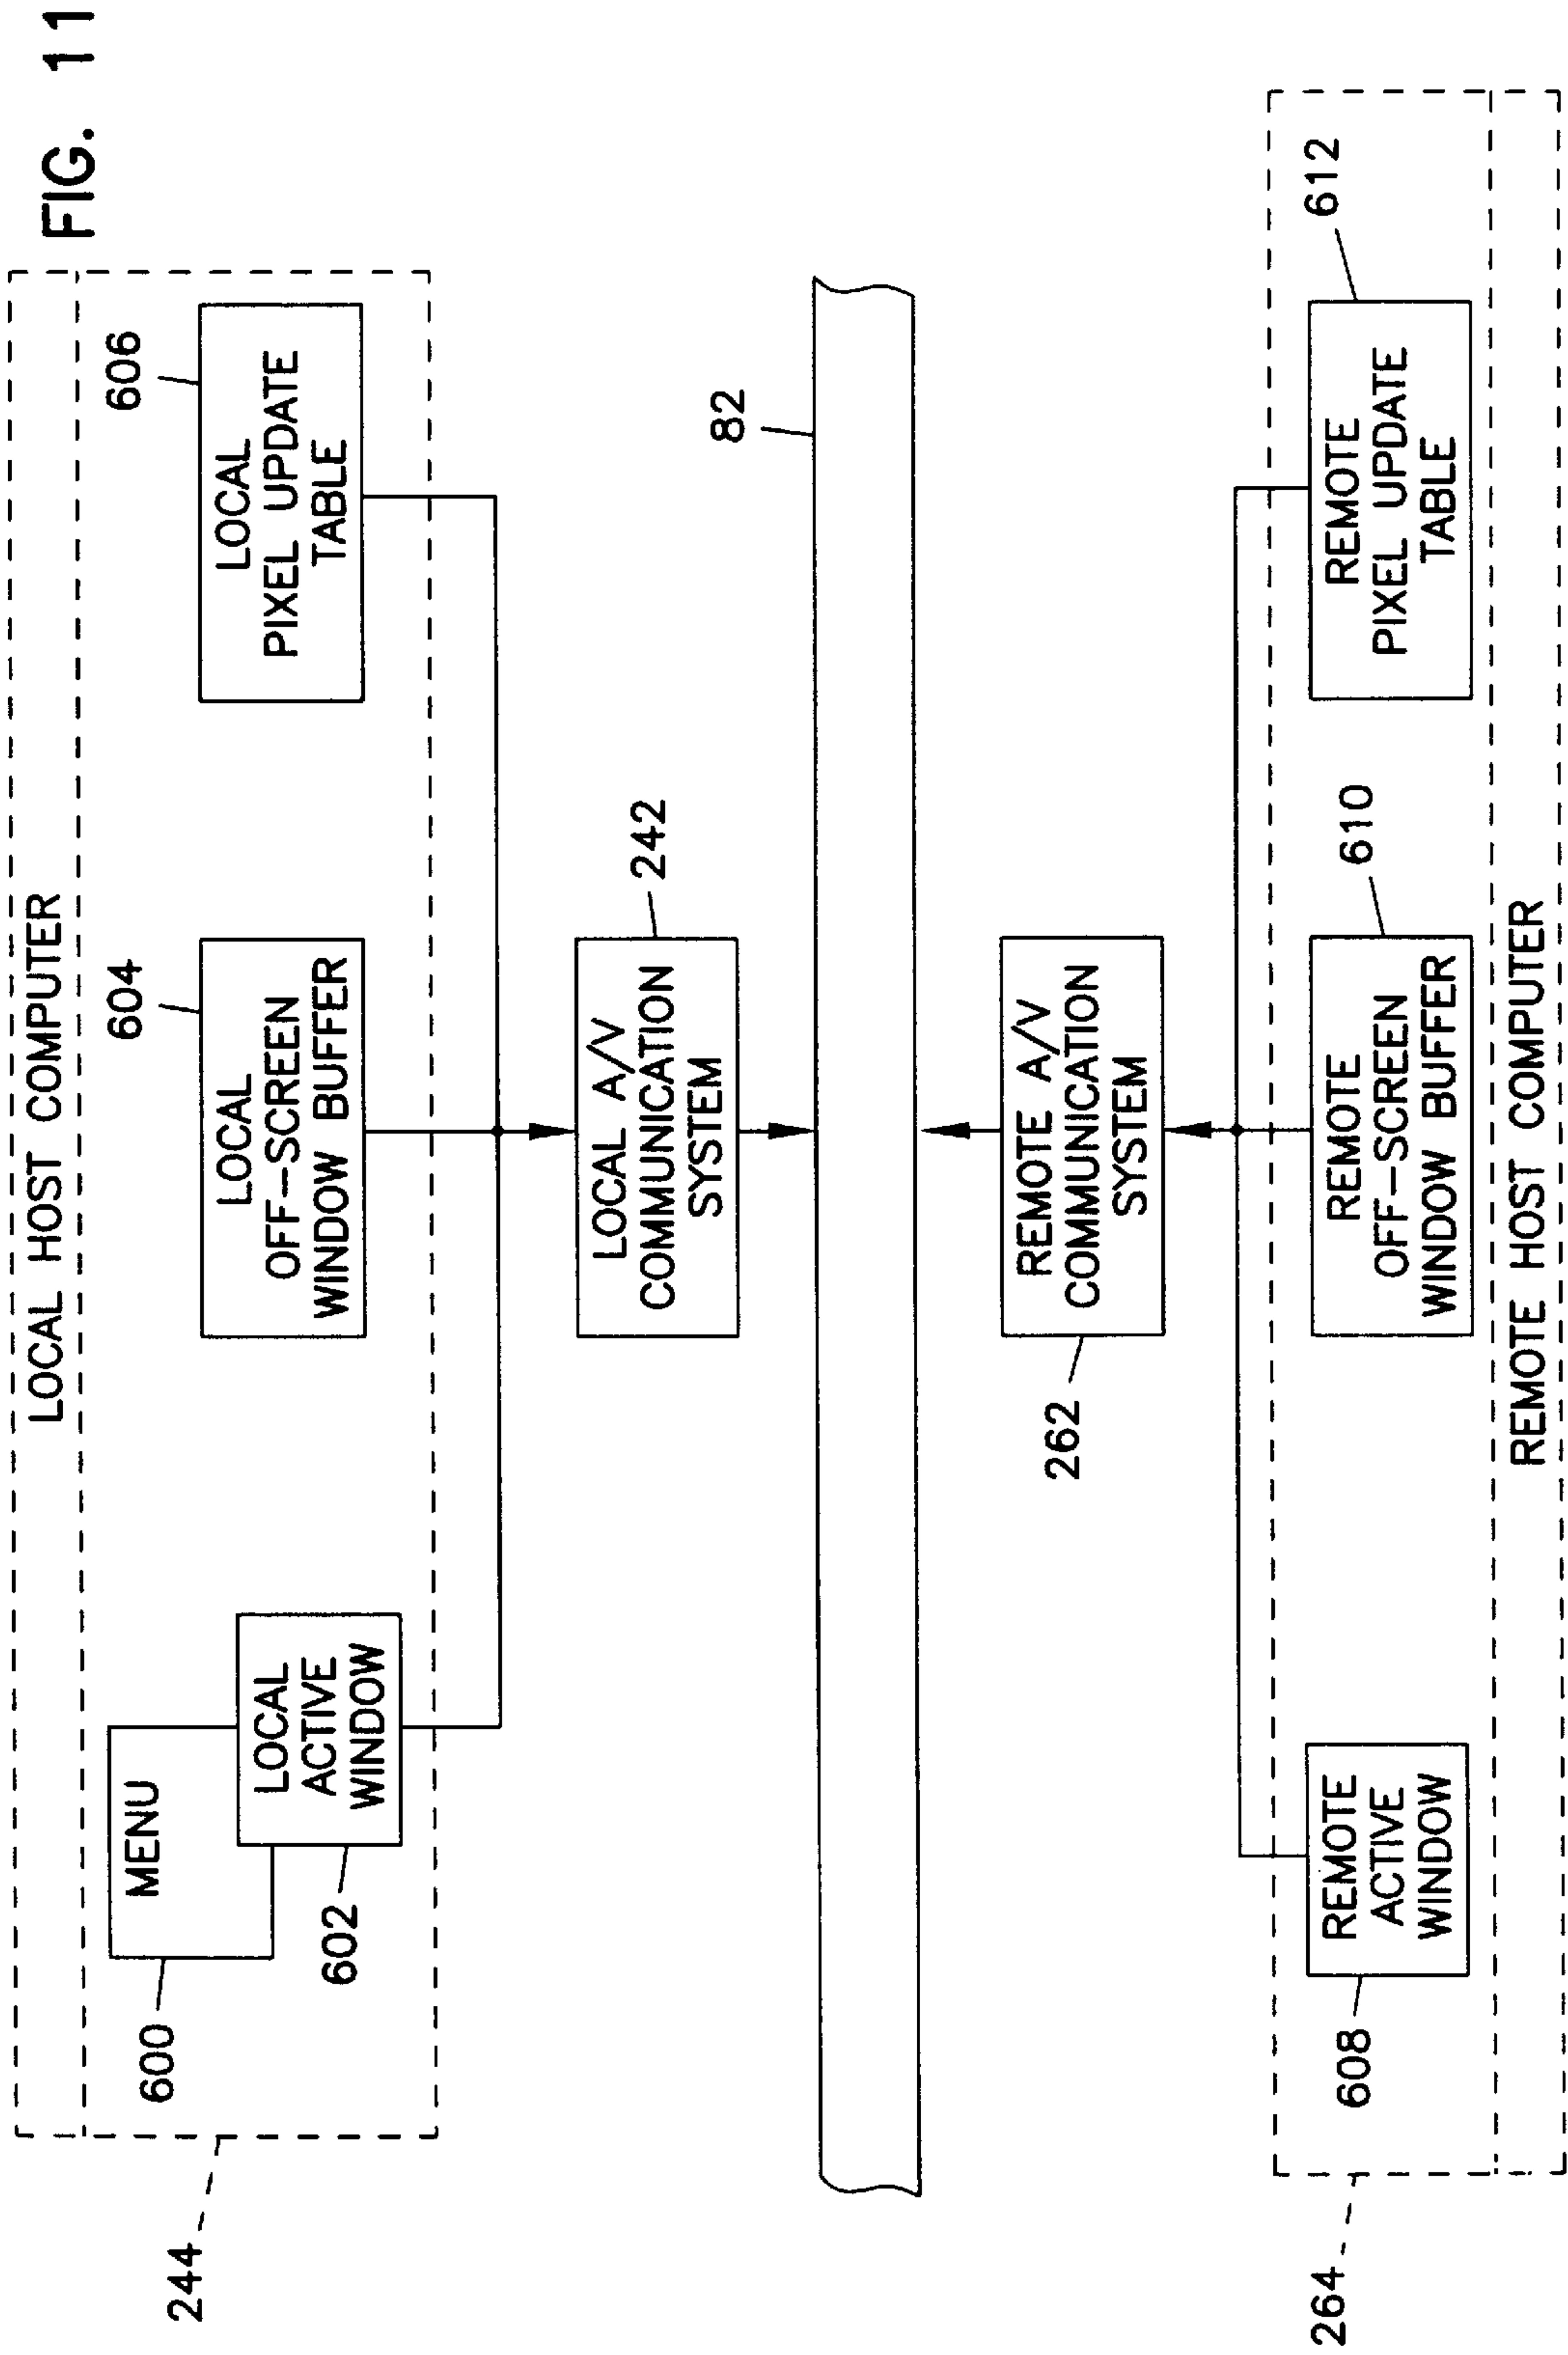 FIG. 11
LOCAL HOST COMPUTER
600
MENU
602
LOCAL
ACTIVE
WINDOW
604
LOCAL
OFF-SCREEN
WINDOW BUFFER
606
LOCAL
PIXEL UPDATE
TABLE
244
242
LOCAL A/V
COMMUNICATION
SYSTEM
82
262
REMOTE A/V
COMMUNICATION
SYSTEM
608
REMOTE
ACTIVE
WINDOW
610
REMOTE
OFF-SCREEN
WINDOW BUFFER
612
REMOTE
PIXEL UPDATE
TABLE
264
REMOTE HOST COMPUTER